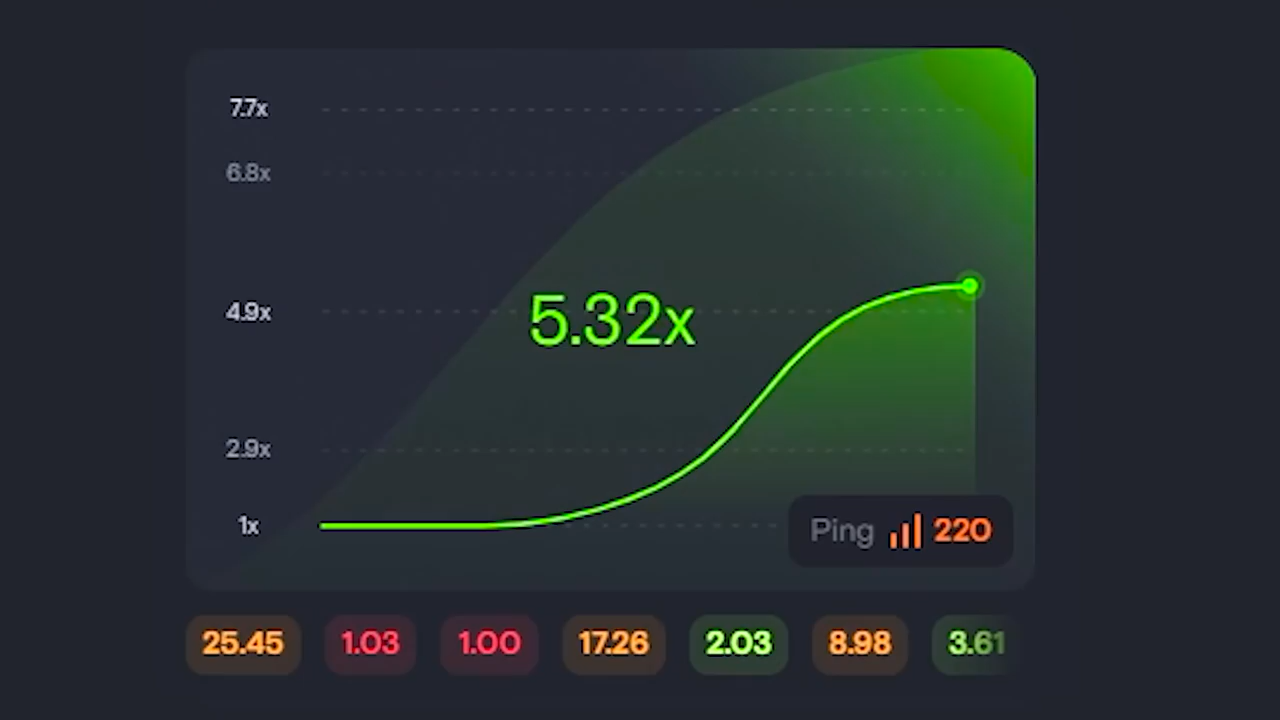 7.7x
6.8x
5.32x
4.9x
2.9x
1x
Ping 220
25.45 1.03 1.00 17.26 2.03 8.98 3.61